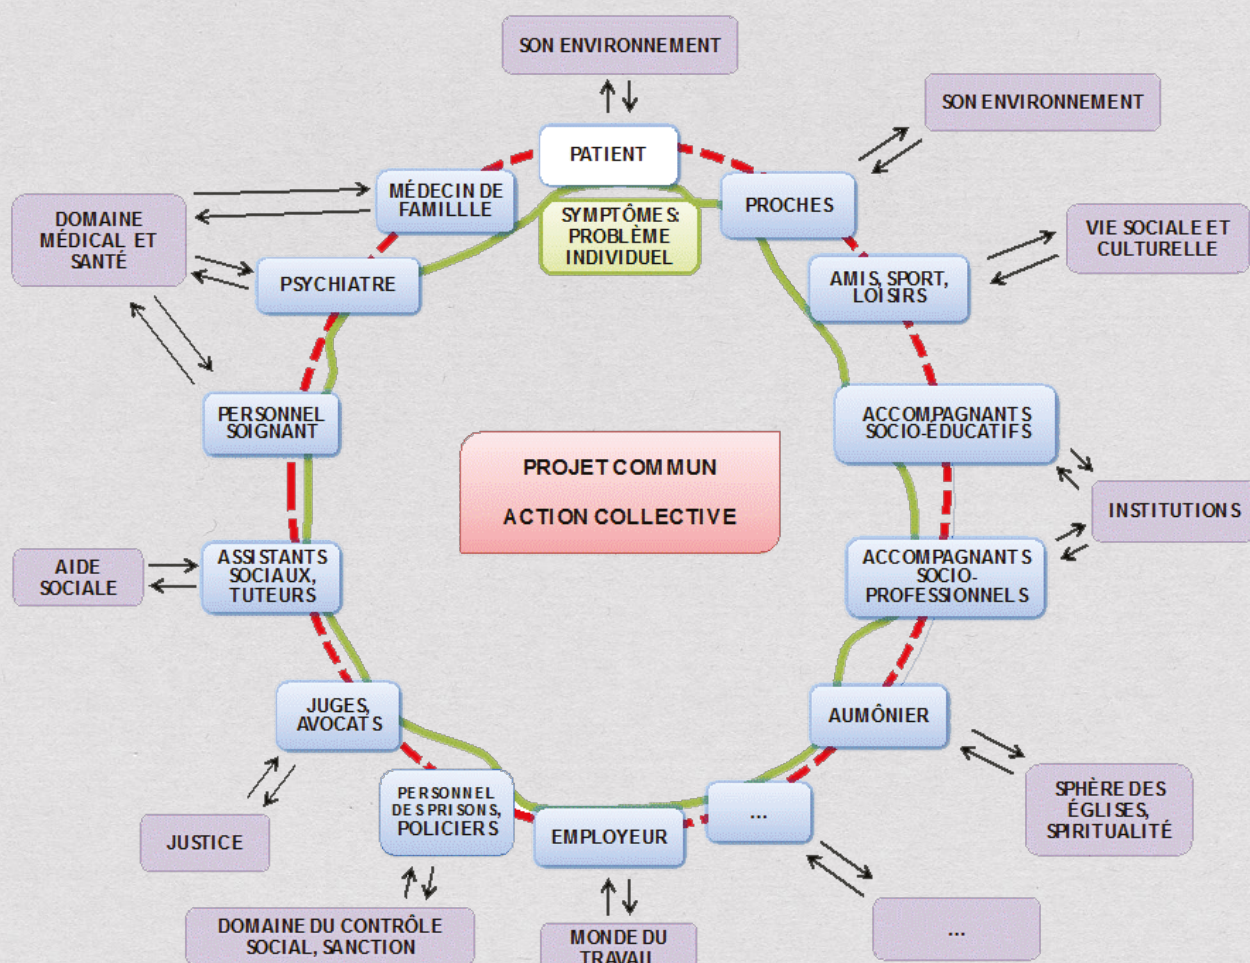 SON ENVIRONNEMENT
SON ENVIRONNEMENT
PATIENT
MÉDECIN DE
FAMILLLE
PROCHES
SYMPTÔMES:
PROBLÈME
INDIVIDUEL
DOMAINE
MÉDICAL ET
SANTÉ
VIE SOCIALE ET
CULTURELLE
PSYCHIATRE
AMIS, SPORT,
LOISIRS
PERSONNEL
SOIGNANT
ACCOMPAGNANTS
SOCIO-ÉDUCATIFS
PROJET COMMUN
ACTION COLLECTIVE
INSTITUTIONS
AIDE
SOCIALE
ASSISTANTS
SOCIAUX,
TUTEURS
ACCOMPAGNANTS
SOCIO-
PROFESSIONNELS
JUGES,
AVOCATS
AUMÔNIER
PERSONNEL
DES PRISONS,
POLICIERS
EMPLOYEUR
...
SPHÈRE DES
ÉGLISES,
SPIRITUALITÉ
JUSTICE
DOMAINE DU CONTRÔLE
SOCIAL, SANCTION
MONDE DU
TRAVAIL
...